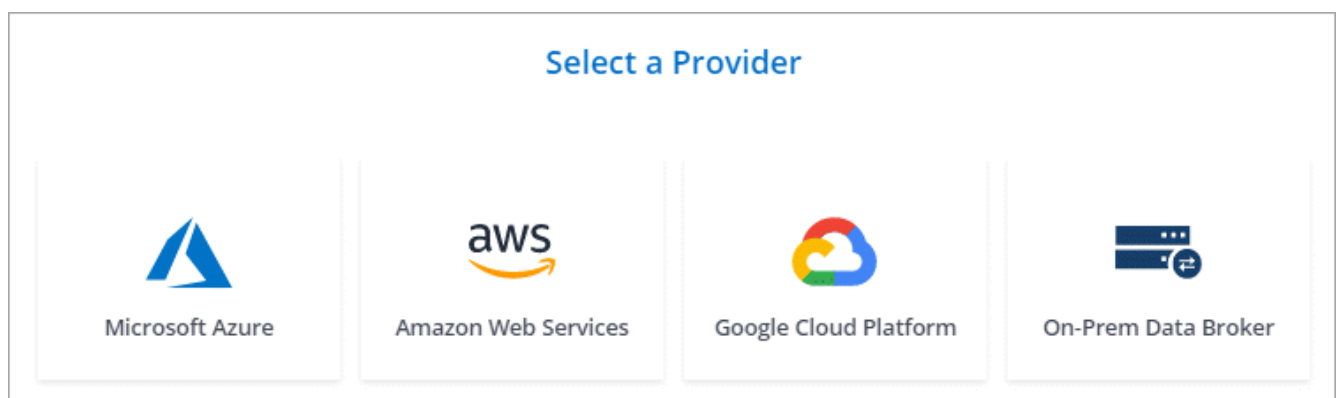 Select a Provider
aws
Microsoft Azure
Amazon Web Services
Google Cloud Platform
On-Prem Data Broker